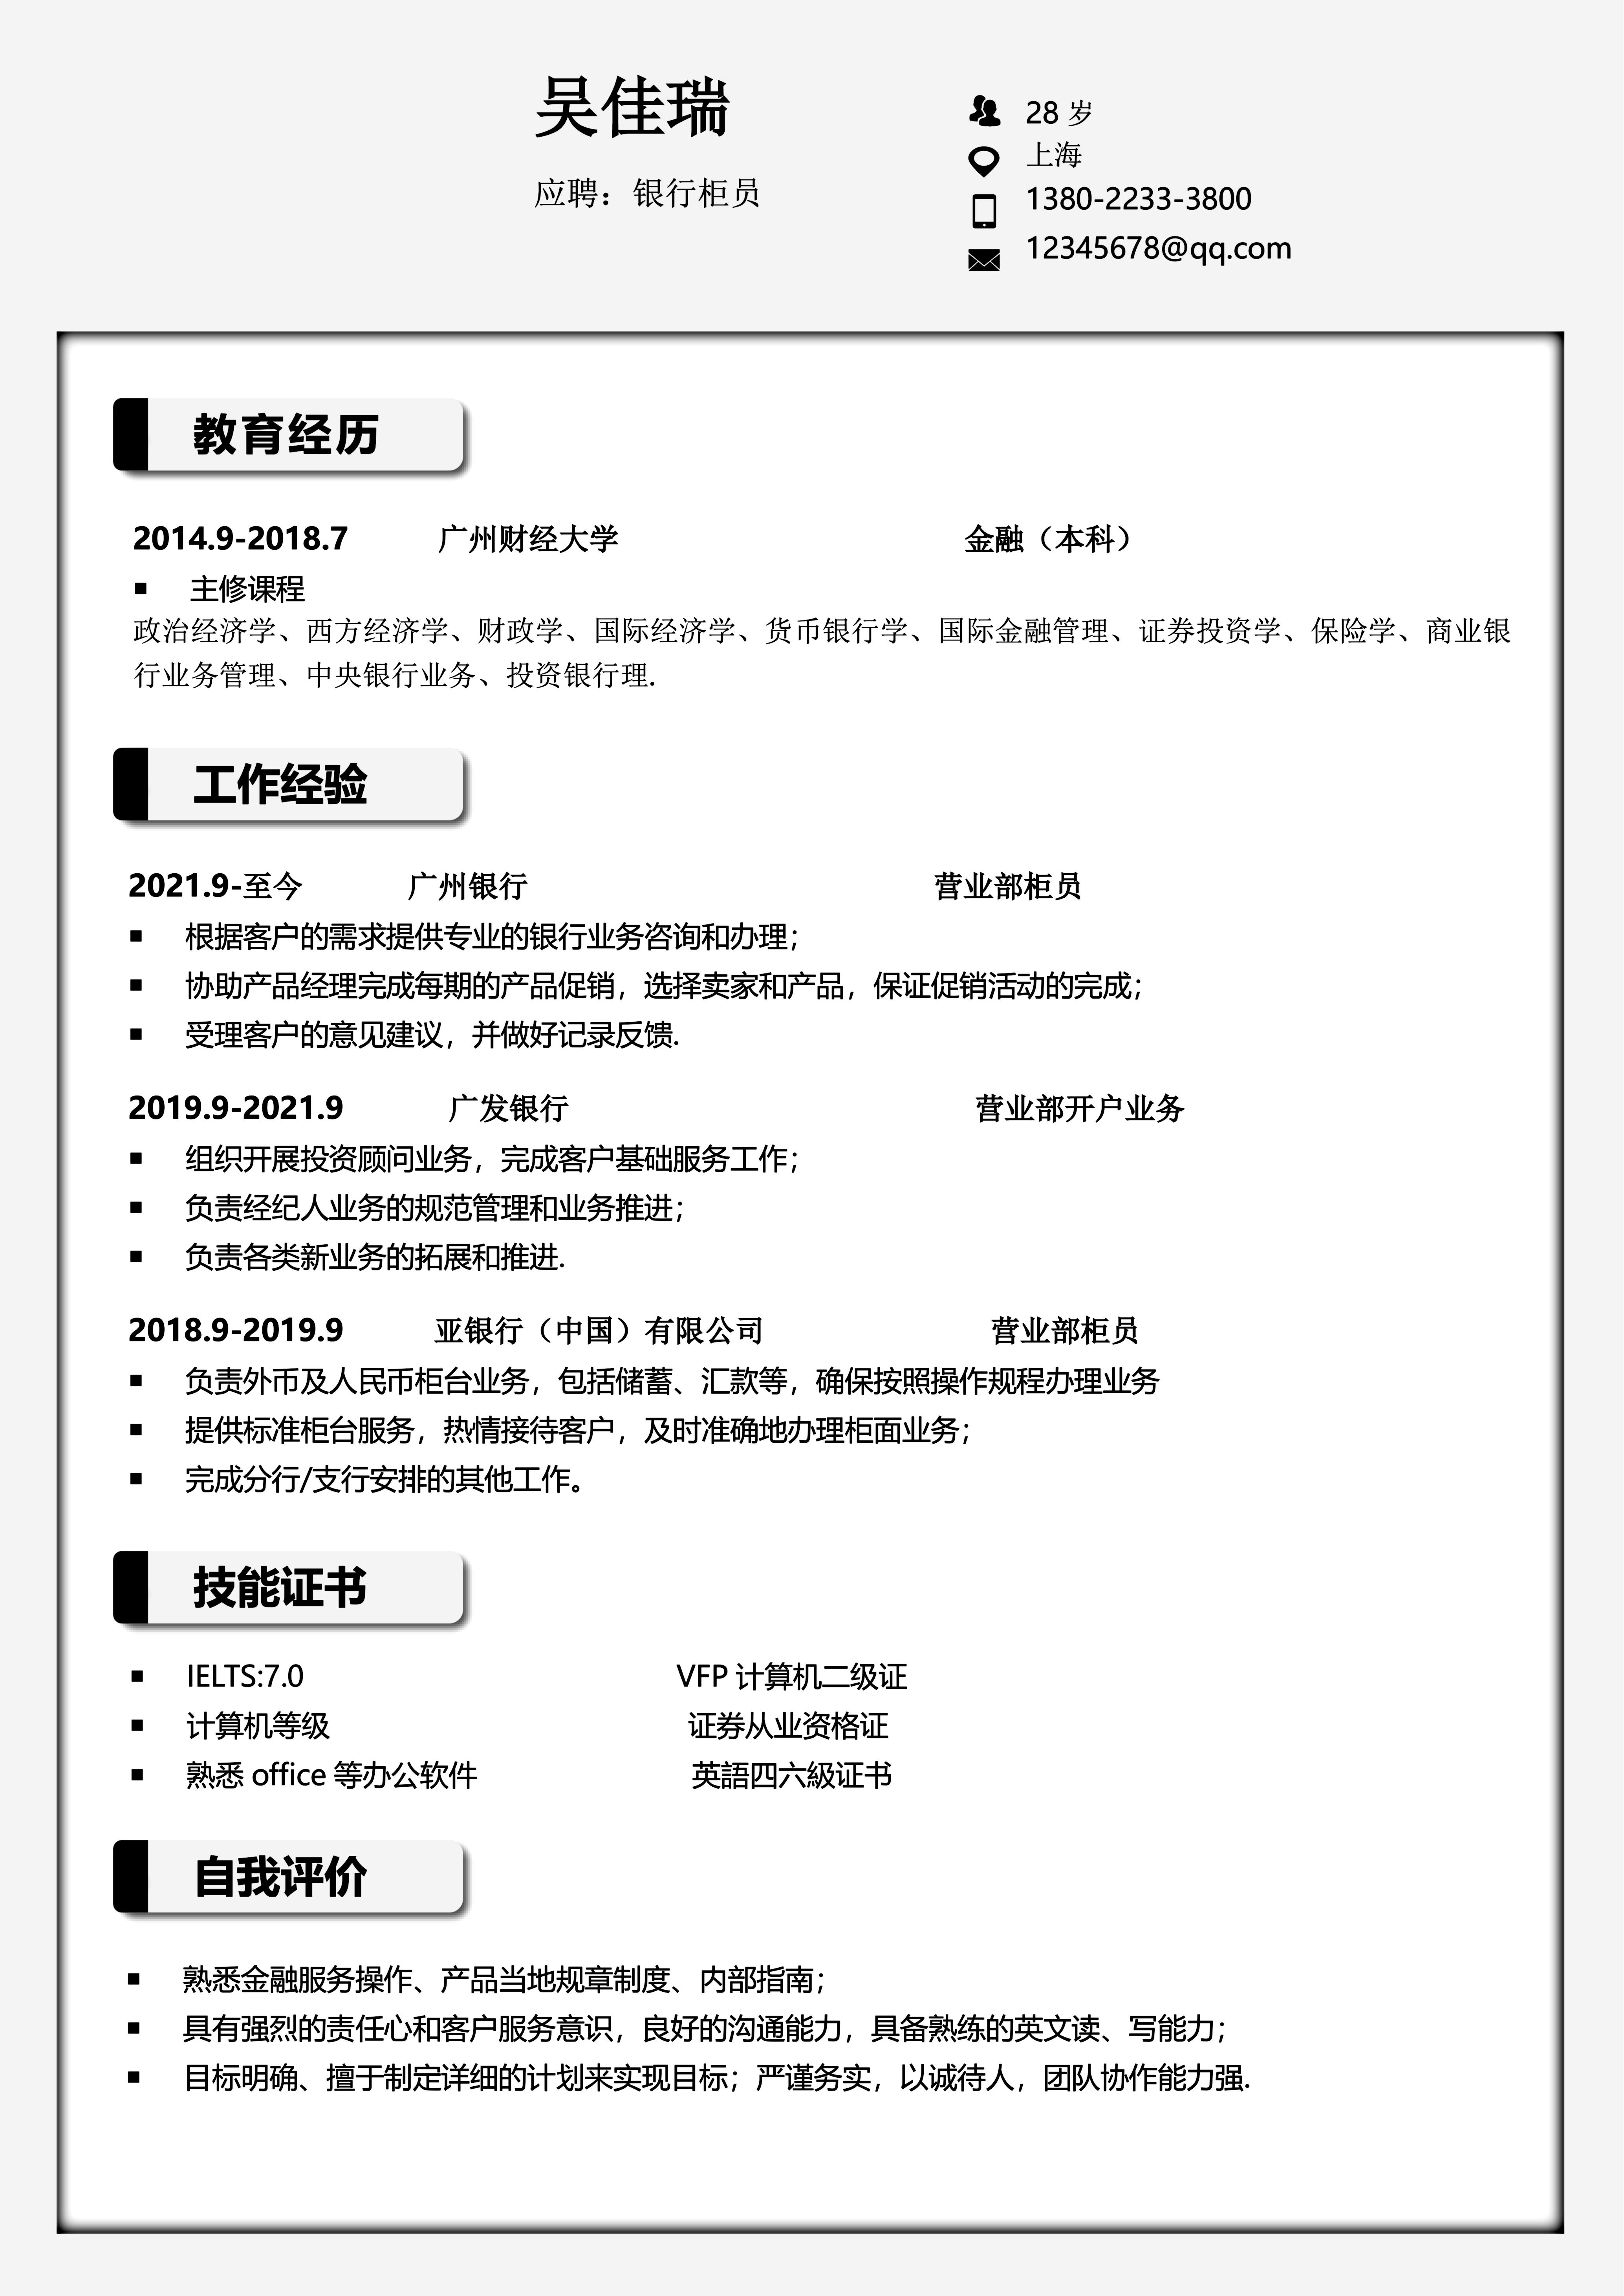 吴佳瑞
应聘：银行柜员
28 岁
上海
1380-2233-3800
12345678@qq.com
教育经历
2014.9-2018.7 广州财经大学 金融（本科）
▪ 主修课程
政治经济学、西方经济学、财政学、国际经济学、货币银行学、国际金融管理、证券投资学、保险学、商业银
行业务管理、中央银行业务、投资银行理.
工作经验
2021.9-至今 广州银行 营业部柜员
▪ 根据客户的需求提供专业的银行业务咨询和办理；
▪ 协助产品经理完成每期的产品促销，选择卖家和产品，保证促销活动的完成；
▪ 受理客户的意见建议，并做好记录反馈.
2019.9-2021.9 广发银行 营业部开户业务
▪ 组织开展投资顾问业务，完成客户基础服务工作；
▪ 负责经纪人业务的规范管理和业务推进；
▪ 负责各类新业务的拓展和推进.
2018.9-2019.9 亚银行（中国）有限公司 营业部柜员
▪ 负责外币及人民币柜台业务，包括储蓄、汇款等，确保按照操作规程办理业务
▪ 提供标准柜台服务，热情接待客户，及时准确地办理柜面业务；
▪ 完成分行/支行安排的其他工作。
技能证书
▪ IELTS:7.0 VFP 计算机二级证
▪ 计算机等级 证券从业资格证
▪ 熟悉 office 等办公软件 英語四六級证书
自我评价
▪ 熟悉金融服务操作、产品当地规章制度、内部指南；
▪ 具有强烈的责任心和客户服务意识，良好的沟通能力，具备熟练的英文读、写能力；
▪ 目标明确、擅于制定详细的计划来实现目标；严谨务实，以诚待人，团队协作能力强.